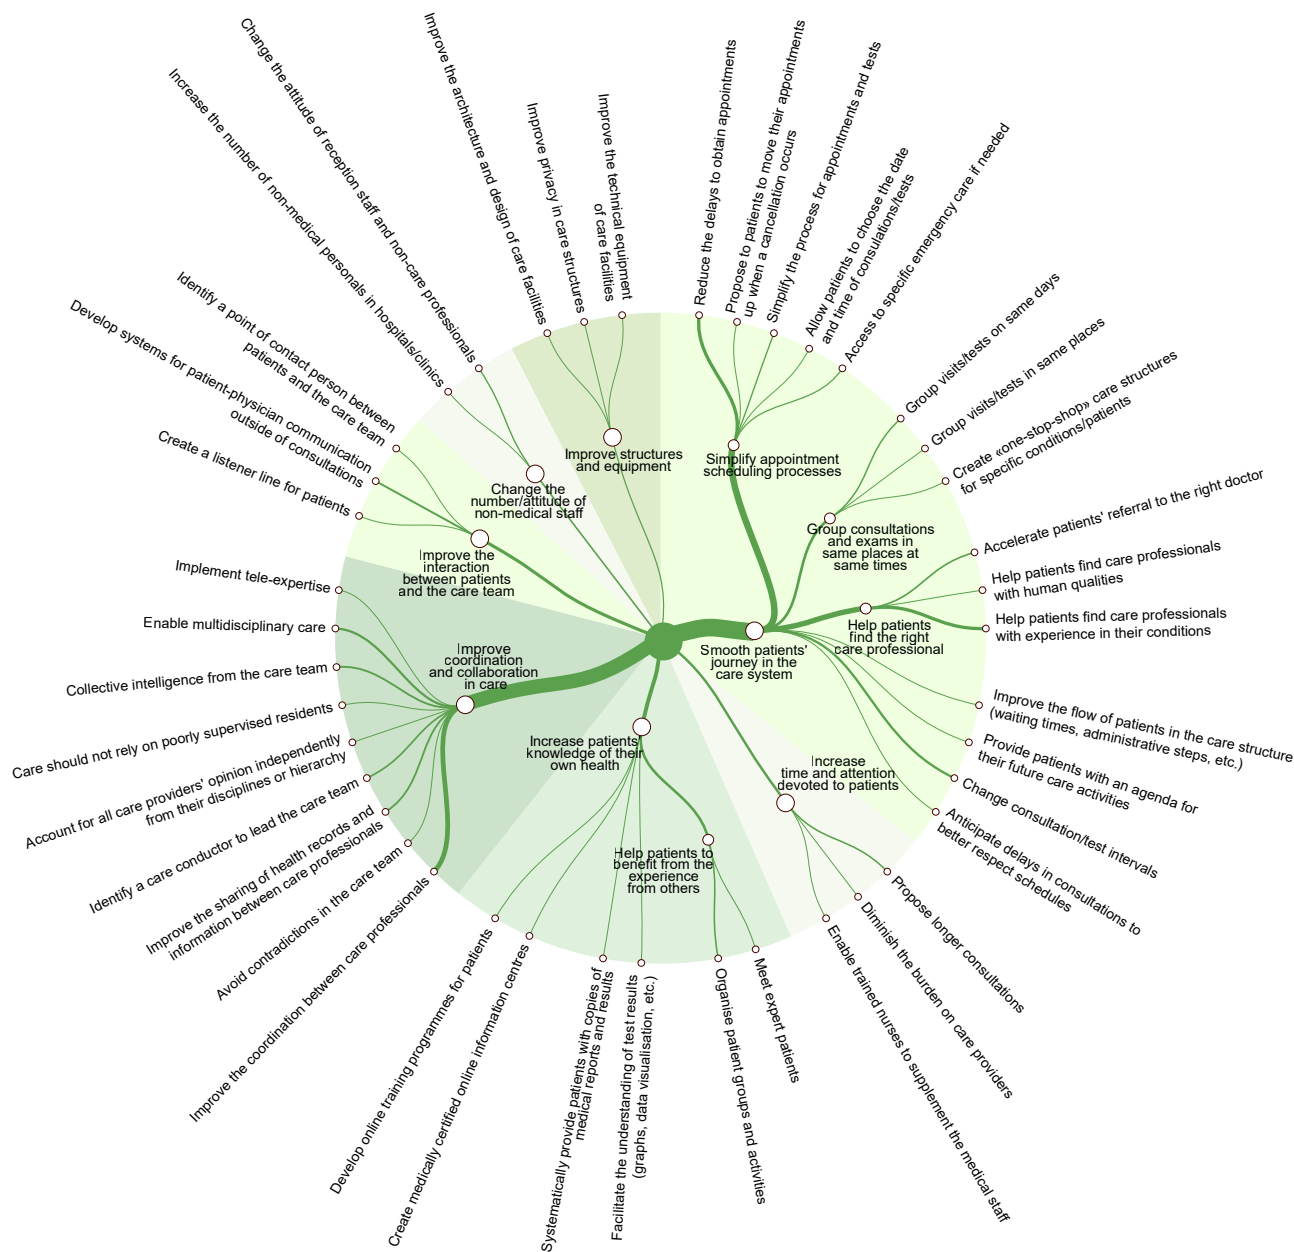 Reduce the delays to obtain appointments
Propose to patients to move their appointments
up when a cancellation occurs
Simplify the process for appointments and tests
Allow patients to choose the date
and time of consulations/tests
Access to specific emergency care if needed
Simplify appointment
scheduling processes
Group visits/tests on same days
Group visits/tests in same places
Create «one-stop-shop» care structures
for specific conditions/patients
Group consultations
and exams in
same places at
same times
Accelerate patients' referral to the right doctor
Help patients find care professionals
with human qualities
Help patients find care professionals
with experience in their conditions
Help patients
find the right
care professional
Smooth patients'
journey in the
care system
Improve the flow of patients in the care structure
(waiting times, administrative steps, etc.)
Provide patients with an agenda for
their future care activities
Change consultation/test intervals
Anticipate delays in consultations to
better respect schedules
Increase
time and attention
devoted to patients
Propose longer consultations
Diminish the burden on care providers
Enable trained nurses to supplement the medical staff
Increase patients'
knowledge of their
own health
Help patients to
benefit from the
experience
from others
Meet expert patients
Organise patient groups and activities
Facilitate the understanding of test results
(graphs, data visualisation, etc.)
Systematically provide patients with copies of
medical reports and results
Create medically certified online information centres
Develop online training programmes for patients
Improve
coordination
and collaboration
in care
Improve the coordination between care professionals
Avoid contradictions in the care team
Improve the sharing of health records and
information between care professionals
Identify a care conductor to lead the care team
Account for all care providers' opinion independently
from their disciplines or hierarchy
Care should not rely on poorly supervised residents
Collective intelligence from the care team
Enable multidisciplinary care
Implement tele-expertise
Improve the
interaction
between patients
and the care team
Create a listener line for patients
Develop systems for patient-physician communication
outside of consultations
Identify a point of contact person between
patients and the care team
Change the
number/attitude of
non-medical staff
Increase the number of non-medical personals in hospitals/clinics
Change the attitude of reception staff and non-care professionals
Improve structures
and equipment
Improve the architecture and design of care facilities
Improve privacy in care structures
Improve the technical equipment
of care facilities